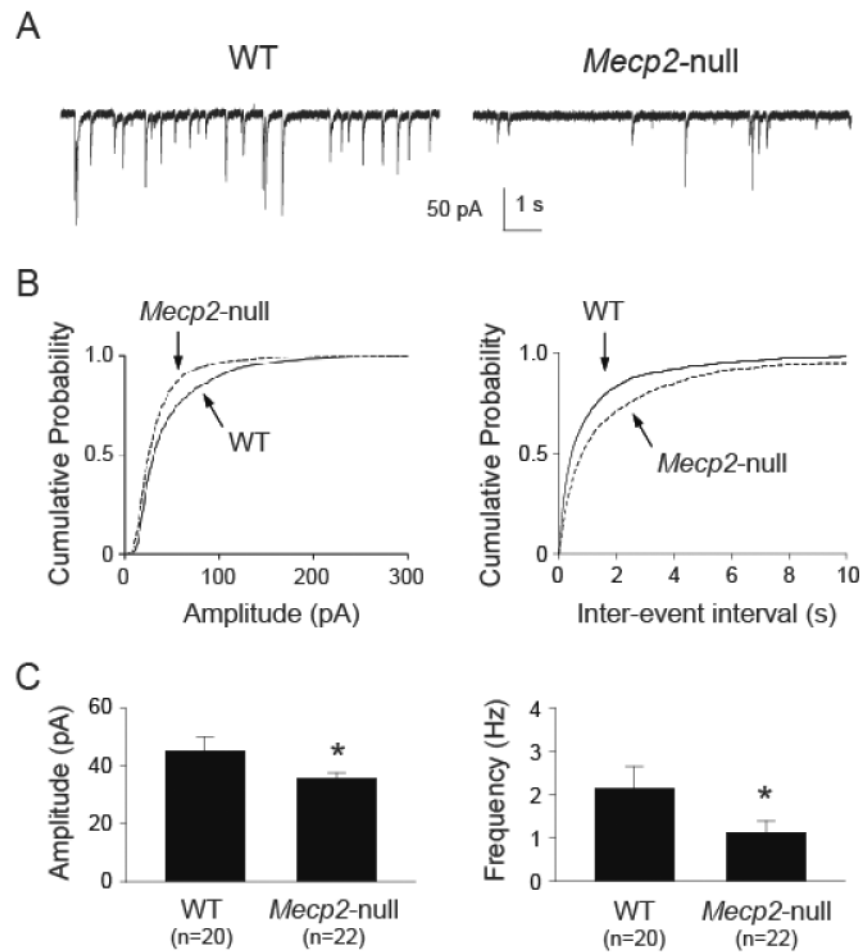 A
WT
Mecp2-null
50 pA
1 s
B
Mecp2-null
WT
Cumulative Probability
1.0
0.5
0
0
100
200
300
Amplitude (pA)
WT
Mecp2-null
Cumulative Probability
1.0
0.5
0
0
2
4
6
8
10
Inter-event interval (s)
C
Amplitude (pA)
60
40
20
0
*
WT
(n=20)
Mecp2-null
(n=22)
Frequency (Hz)
4
3
2
1
0
*
WT
(n=20)
Mecp2-null
(n=22)